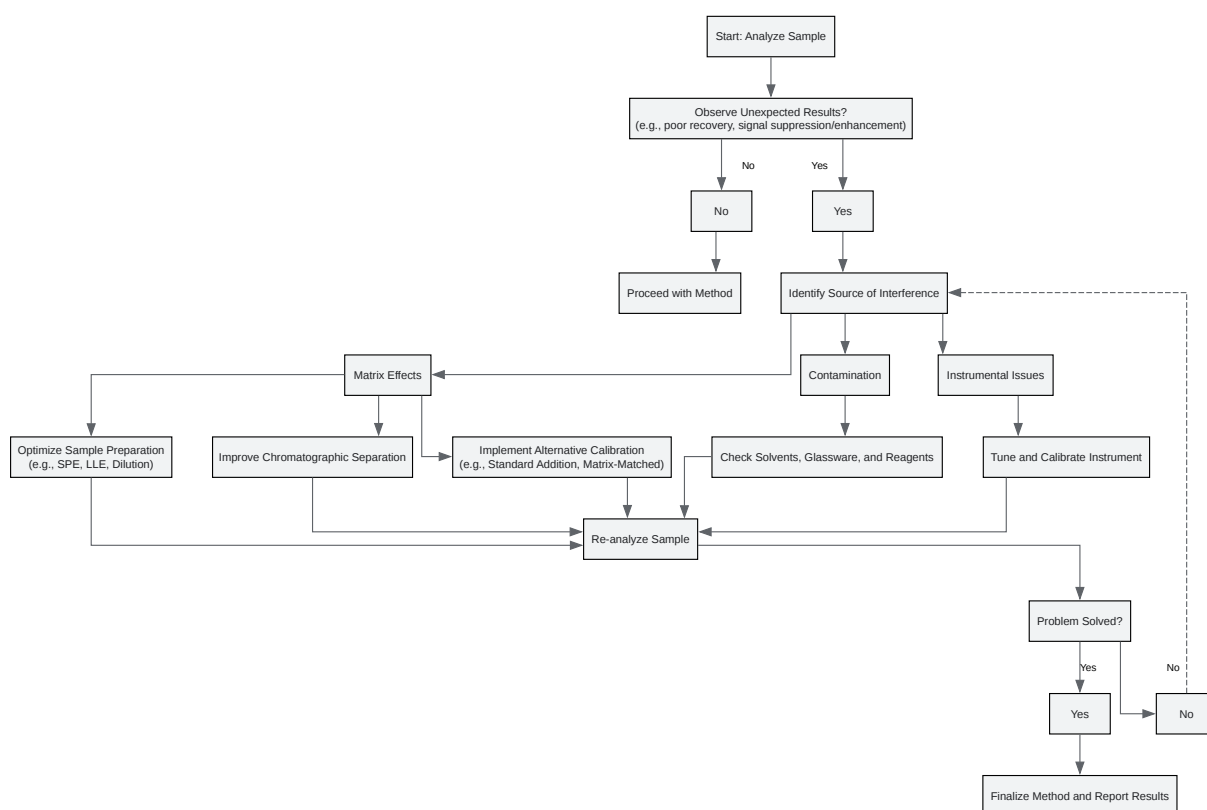 Start: Analyze Sample
Observe Unexpected Results?
(e.g., poor recovery, signal suppression/enhancement)
No
Yes
No
Yes
Proceed with Method
Identify Source of Interference
Matrix Effects
Contamination
Instrumental Issues
Optimize Sample Preparation
(e.g., SPE, LLE, Dilution)
Improve Chromatographic Separation
Implement Alternative Calibration
(e.g., Standard Addition, Matrix-Matched)
Check Solvents, Glassware, and Reagents
Tune and Calibrate Instrument
Re-analyze Sample
Problem Solved?
Yes
No
Yes
No
Finalize Method and Report Results